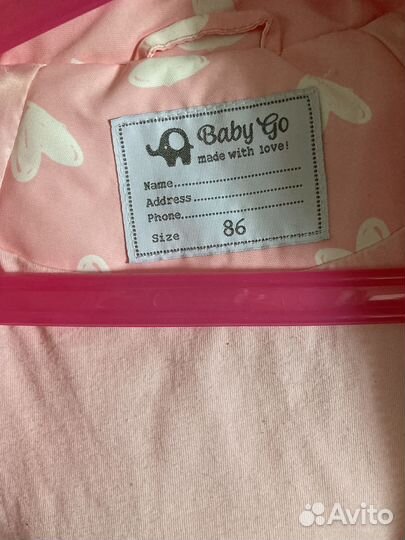 Baby Go
made with love!
Name..............................
Address.........................
Phone............................
Size 86
Avito